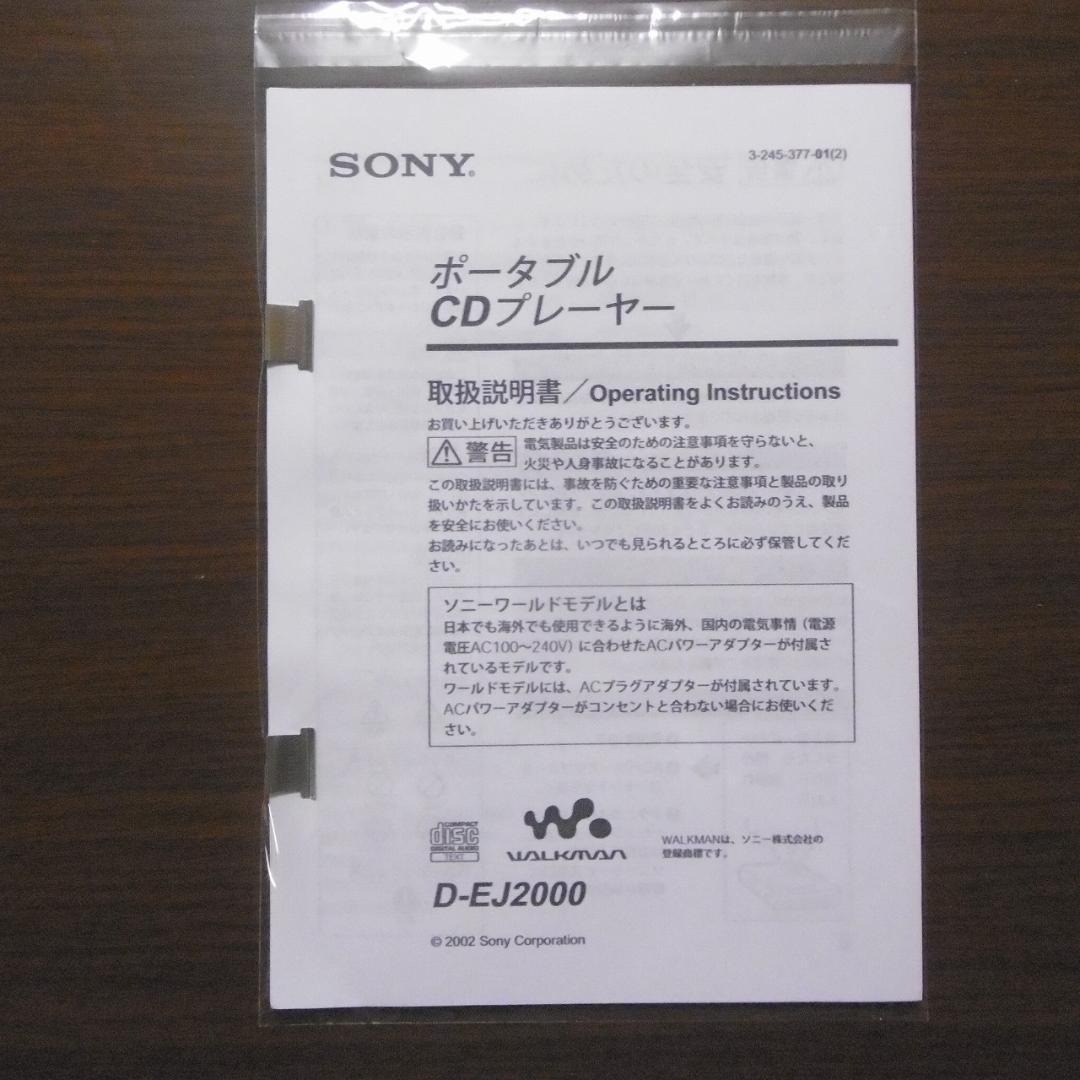 SONY®
3-245-377-01(2)
ポータブル
CDプレーヤー
取扱説明書／Operating Instructions
お買い上げいただきありがとうございます。
警告
電気製品は安全のための注意事項を守らないと、
火災や人身事故になることがあります。
この取扱説明書には、事故を防ぐための重要な注意事項と製品の取り
扱いかたを示しています。この取扱説明書をよくお読みのうえ、製品
を安全にお使いください。
お読みになったあとは、いつでも見られるところに必ず保管してくだ
さい。
ソニーワールドモデルとは
日本でも海外でも使用できるように海外、国内の電気事情（電源
電圧AC100〜240V）に合わせたACパワーアダプターが付属さ
れているモデルです。
ワールドモデルには、ACプラグアダプターが付属されています。
ACパワーアダプターがコンセントと合わない場合にお使いくだ
さい。
COMPACT
disc
DIGITAL AUDIO
TEXT
WALKMAN
WALKMANは、ソニー株式会社の
登録商標です。
D-EJ2000
© 2002 Sony Corporation